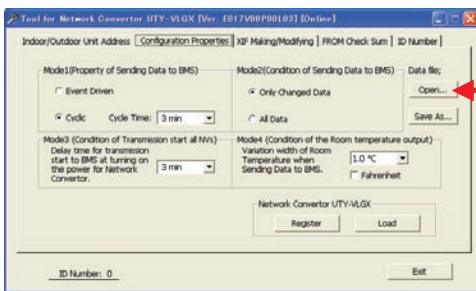 Tool for Network Convertor UTY-VLGX [Ver. E017V00P00L03] [Online]
Indoor/Outdoor Unit Address
Configuration Properties
XIF Making/Modifying
FROM Check Sum
ID Number
Mode1(Property of Sending Data to BMS)
Event Driven
Cyclic
Cycle Time:
3 min
Mode2(Condition of Sending Data to BMS)
Only Changed Data
All Data
Data file;
Open...
Save As...
Mode3 (Condition of Transmission start all NVs)
Delay time for transmission
start to BMS at turning on
the power for Network
Convertor.
3 min
Mode4 (Condition of the Room temperature output)
Variation width of Room
Temperature when
Sending Data to BMS.
1.0 °C
Fahrenheit
Network Convertor UTY-VLGX
Register
Load
ID Number: 0
Exit